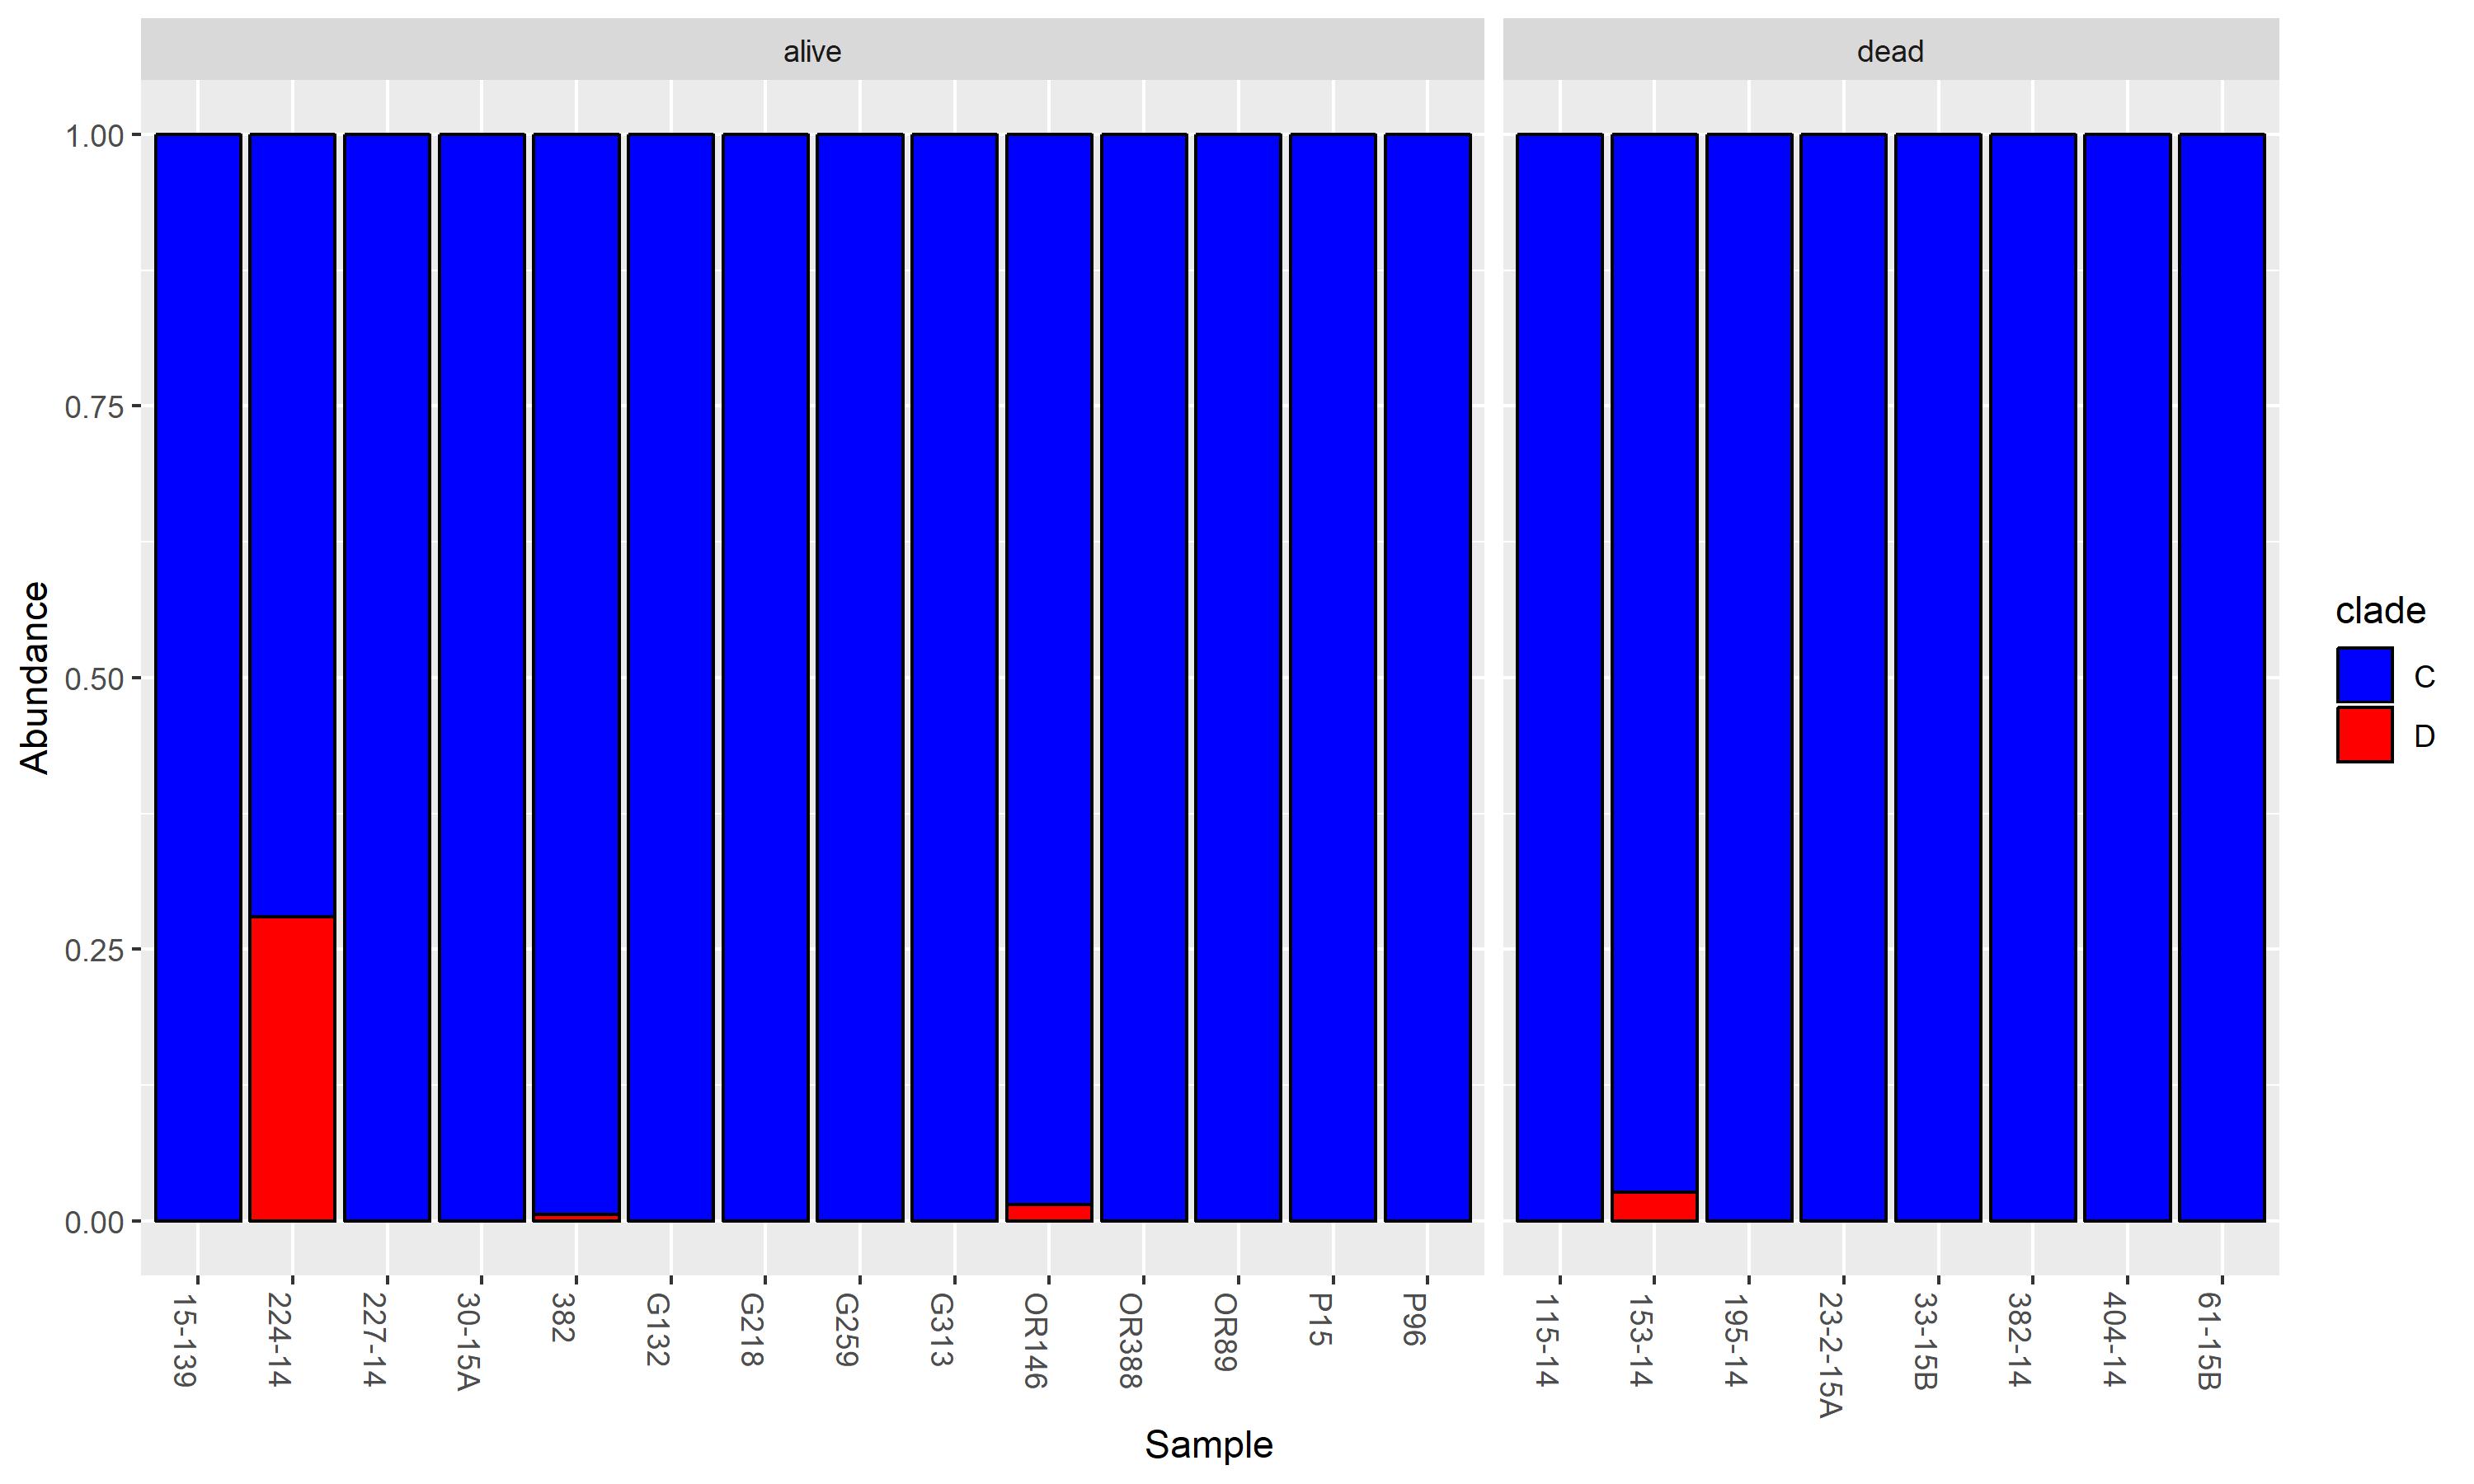 alive
dead
1.00
0.75
0.50
0.25
0.00
Abundance
15-139
224-14
227-14
30-15A
382
G132
G218
G259
G313
OR146
OR388
OR89
P15
P96
115-14
153-14
195-14
23-2-15A
33-15B
382-14
404-14
61-15B
Sample
clade
C
D